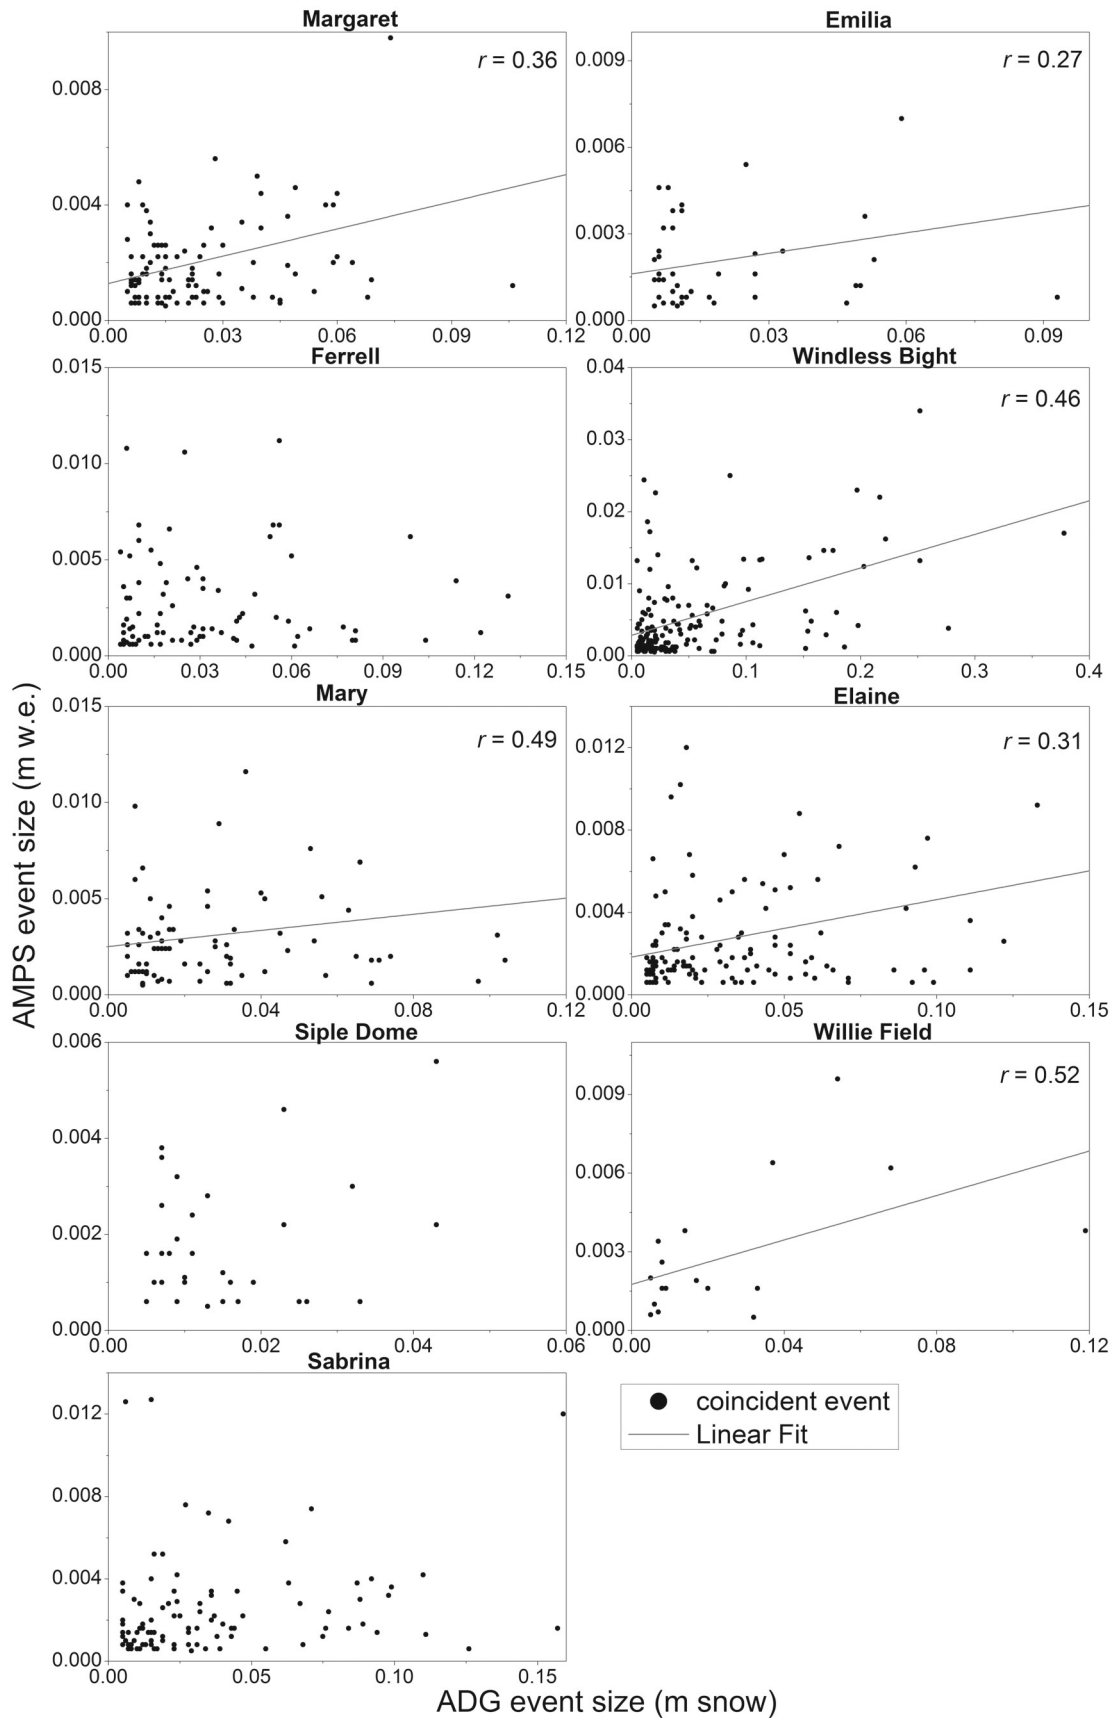 Margaret
r = 0.36
0.008
0.004
0.000
0.00 0.03 0.06 0.09 0.12
Emilia
r = 0.27
0.009
0.006
0.003
0.000
0.00 0.03 0.06 0.09
Ferrell
0.015
0.010
0.005
0.000
0.00 0.03 0.06 0.09 0.12 0.15
Windless Bight
r = 0.46
0.04
0.03
0.02
0.01
0.00
0.0 0.1 0.2 0.3 0.4
Mary
r = 0.49
0.015
0.010
0.005
0.000
0.00 0.04 0.08 0.12
Elaine
r = 0.31
0.012
0.008
0.004
0.000
0.00 0.05 0.10 0.15
Siple Dome
0.006
0.004
0.002
0.000
0.00 0.02 0.04 0.06
Willie Field
r = 0.52
0.009
0.006
0.003
0.000
0.00 0.04 0.08 0.12
Sabrina
0.012
0.008
0.004
0.000
0.00 0.05 0.10 0.15
coincident event
Linear Fit
AMPS event size (m w.e.)
ADG event size (m snow)